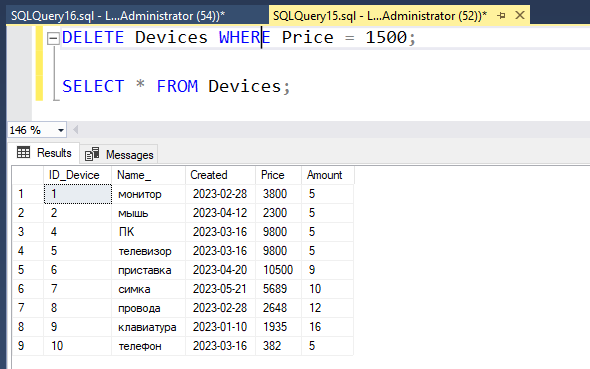 SQLQuery16.sql - L...Administrator (54))* SQLQuery15.sql - L...Administrator (52))*
DELETE Devices WHERE Price = 1500;
SELECT * FROM Devices;
146 %
Results Messages
ID_Device Name_ Created Price Amount
1 1 монитор 2023-02-28 3800 5
2 2 мышь 2023-04-12 2300 5
3 4 ПК 2023-03-16 9800 5
4 5 телевизор 2023-03-16 9800 5
5 6 приставка 2023-04-20 10500 9
6 7 симка 2023-05-21 5689 10
7 8 провода 2023-02-28 2648 12
8 9 клавиатура 2023-01-10 1935 16
9 10 телефон 2023-03-16 382 5